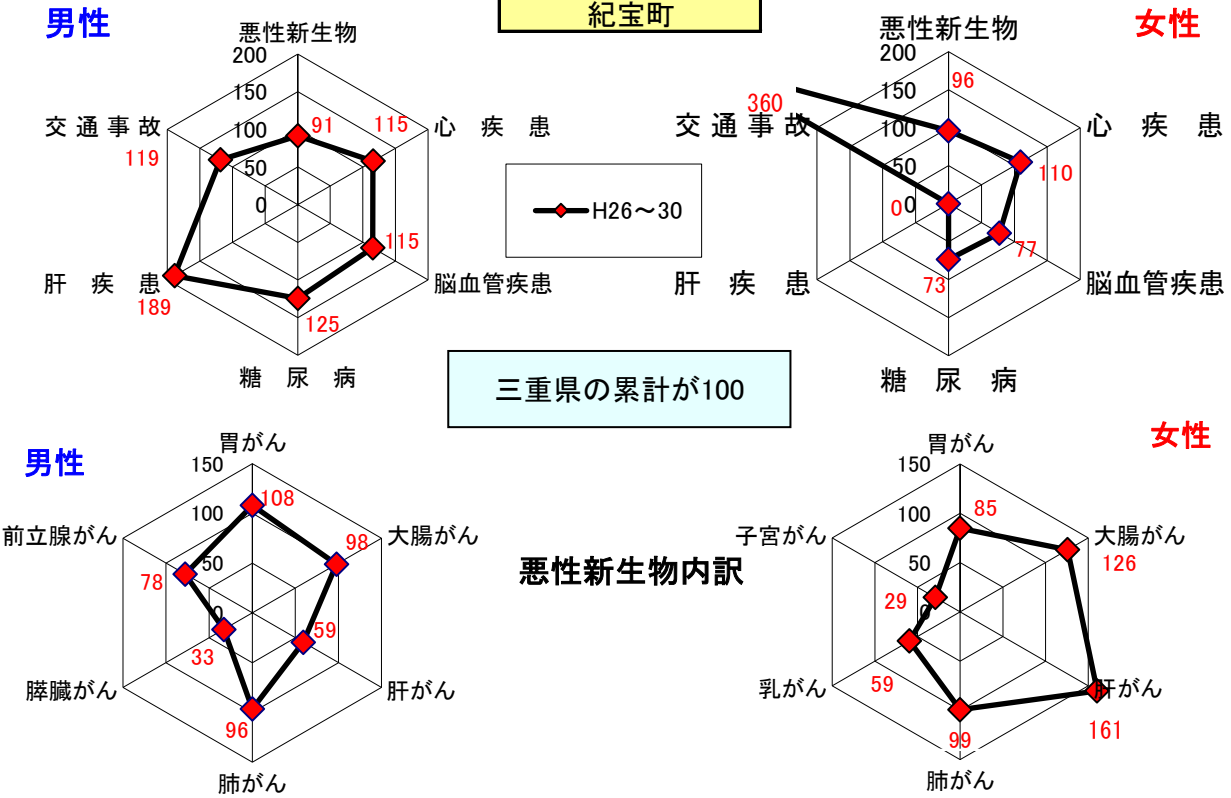 紀宝町
男性
悪性新生物
200
150
100
50
0
心 疾 患
脳血管疾患
糖 尿 病
肝 疾 患
交 通 事 故
91
115
115
125
189
119
H26～30
女性
悪性新生物
200
150
100
50
0
心 疾 患
脳血管疾患
糖 尿 病
肝 疾 患
交 通 事 故
96
110
77
73
0
360
三重県の累計が100
男性
胃がん
150
100
50
0
大腸がん
肝がん
肺がん
膵臓がん
前立腺がん
108
98
59
96
33
78
悪性新生物内訳
女性
胃がん
150
100
50
0
大腸がん
肝がん
肺がん
乳がん
子宮がん
85
126
161
99
59
29